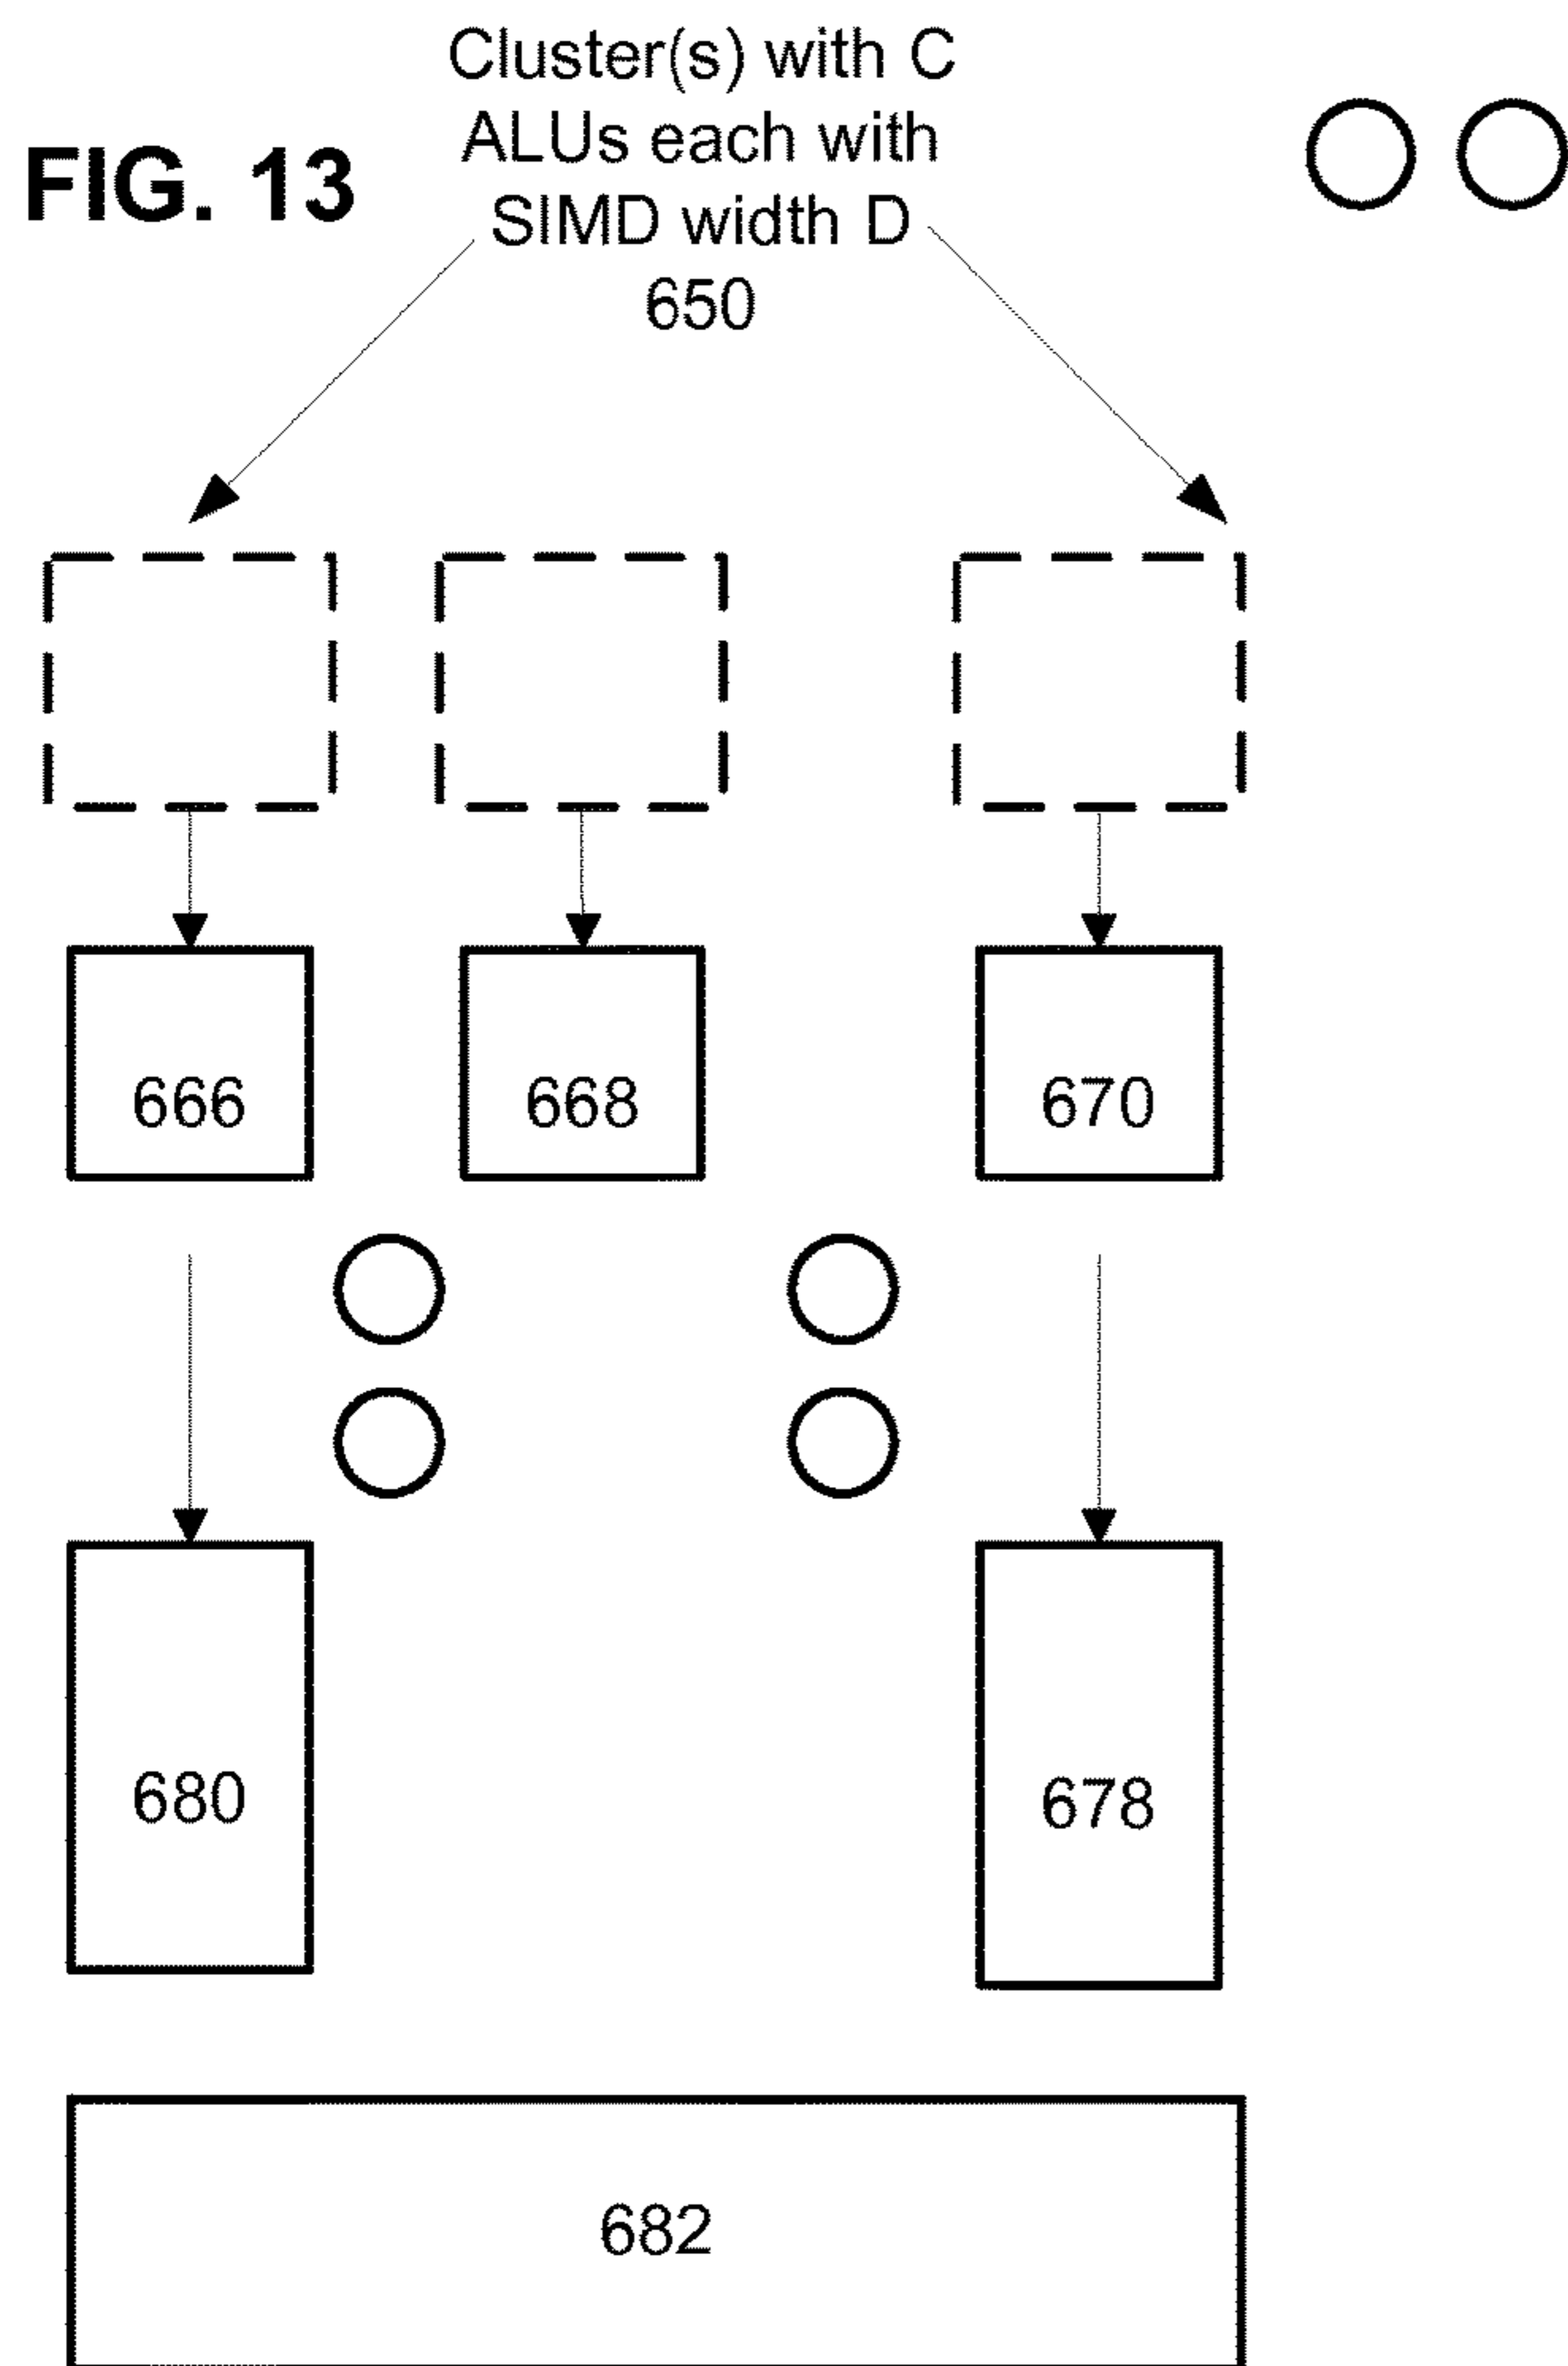 FIG. 13
Cluster(s) with C
ALUs each with
SIMD width D
650
666
668
670
680
678
682